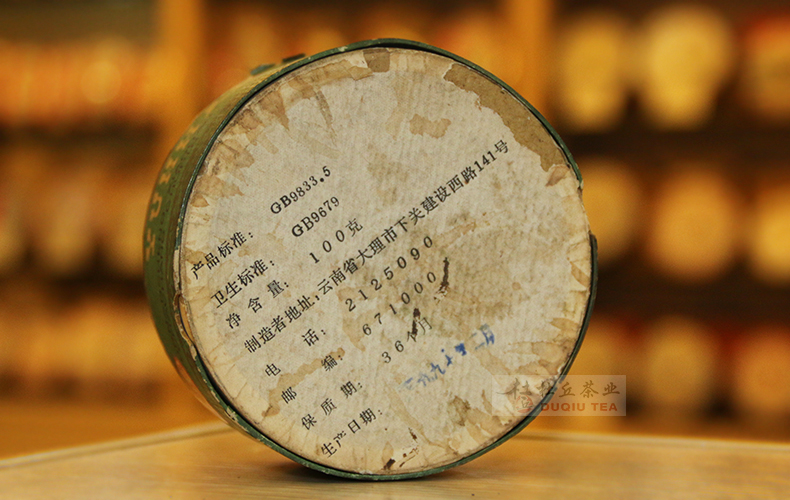 产品标准: GB9833.5
卫生标准: GB9679
净含量: 100克
制造者地址: 云南省大理市下关建设西路141号
电话: 2125090
邮编: 671000
保质期: 36个月
生产日期:
丘茶业
DUQIU TEA